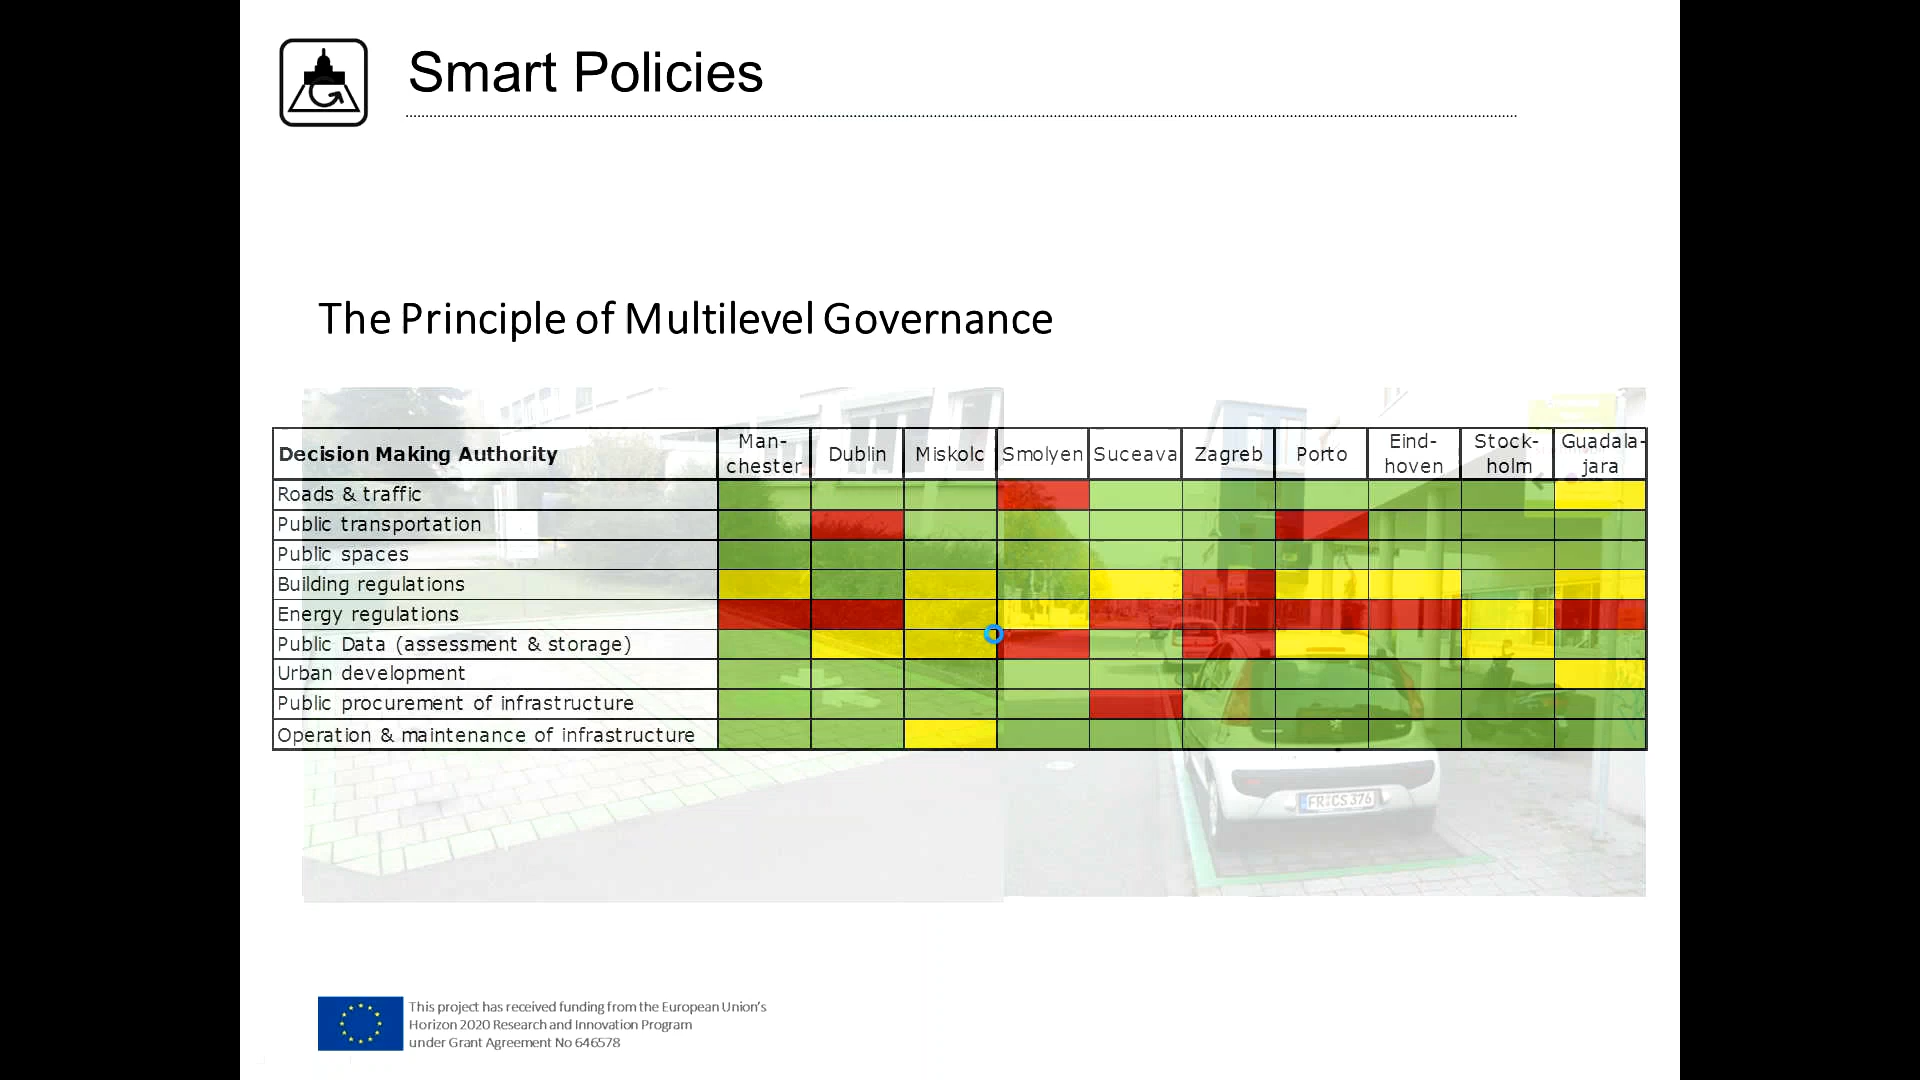 Smart Policies
The Principle of Multilevel Governance
Decision Making Authority
Man-
chester
Dublin
Miskolc
Smolyen
Suceava
Zagreb
Porto
Eind-
hoven
Stock-
holm
Guadala-
jara
Roads & traffic
Public transportation
Public spaces
Building regulations
Energy regulations
Public Data (assessment & storage)
Urban development
Public procurement of infrastructure
Operation & maintenance of infrastructure
FR CS 376
This project has received funding from the European Union's
Horizon 2020 Research and Innovation Program
under Grant Agreement No 646578